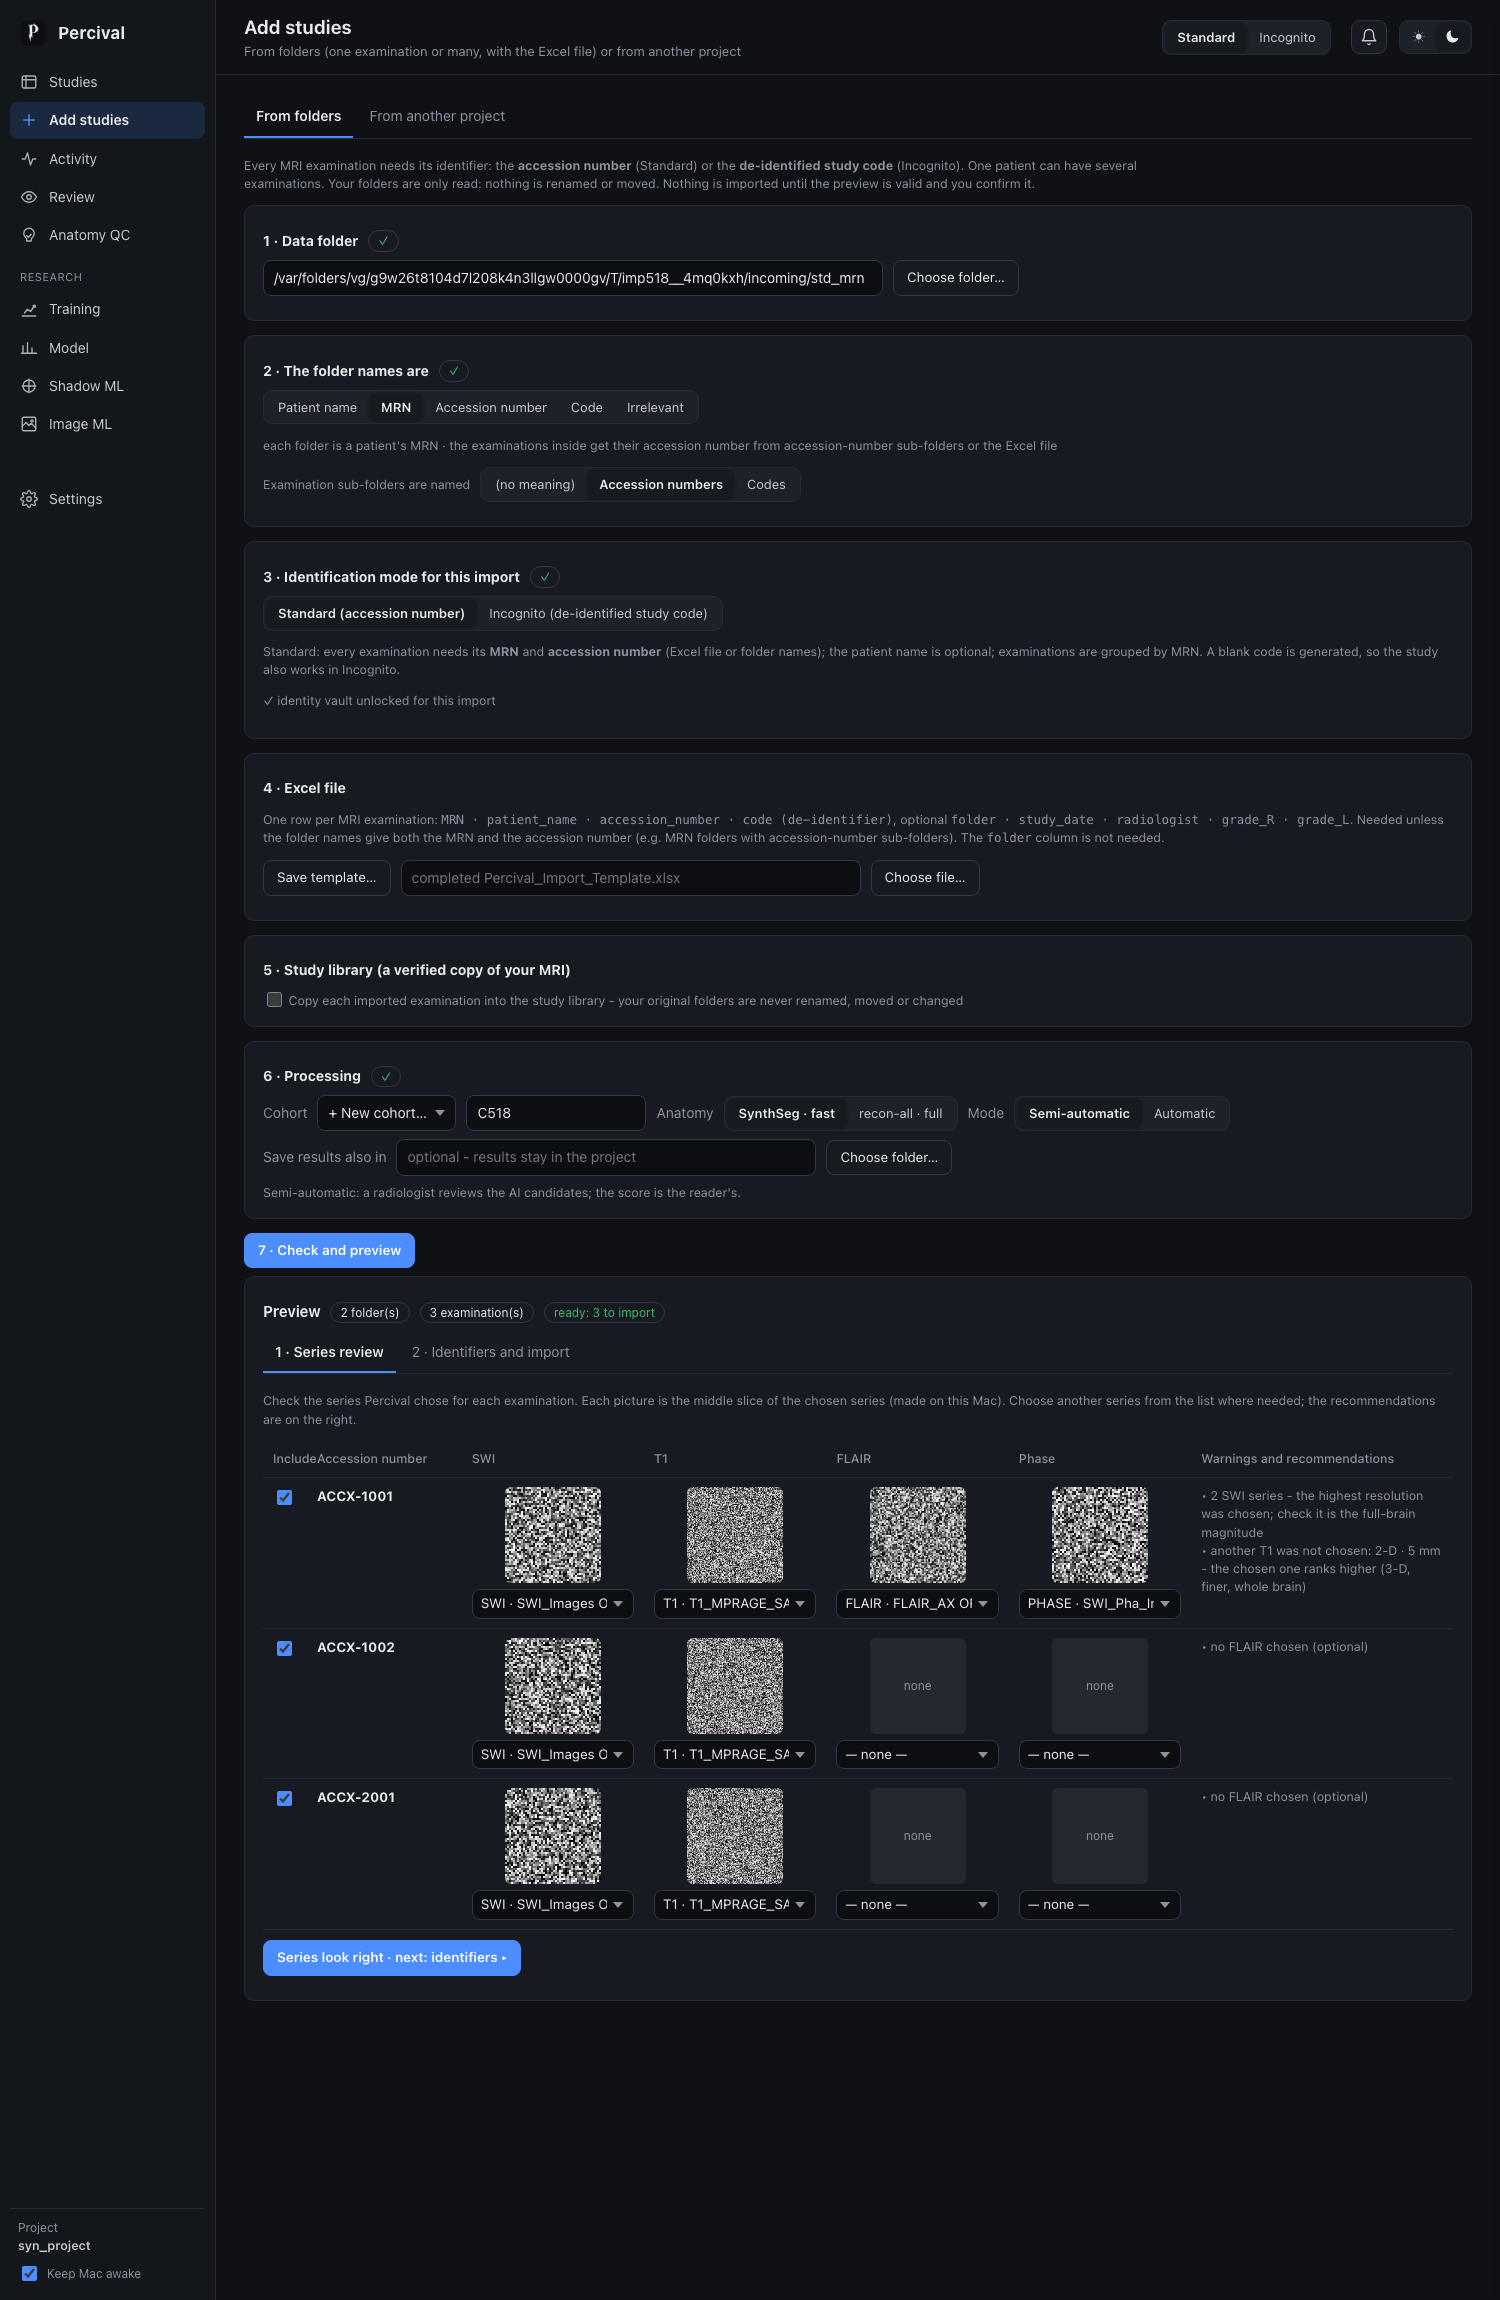 Percival
Studies
Add studies
Activity
Review
Anatomy QC
RESEARCH
Training
Model
Shadow ML
Image ML
Settings
Project
syn_project
Keep Mac awake
Add studies
From folders (one examination or many, with the Excel file) or from another project
Standard Incognito
From folders From another project
Every MRI examination needs its identifier: the accession number (Standard) or the de-identified study code (Incognito). One patient can have several
examinations. Your folders are only read: nothing is renamed or moved. Nothing is imported until the preview is valid and you confirm it.
1 · Data folder ✓
/var/folders/vg/g9w26t8104d7l208k4n3llgw0000gv/T/imp518__4mq0kxh/incoming/std_mrn Choose folder...
2 · The folder names are ✓
Patient name MRN Accession number Code Irrelevant
each folder is a patient's MRN · the examinations inside get their accession number from accession-number sub-folders or the Excel file
Examination sub-folders are named (no meaning) Accession numbers Codes
3 · Identification mode for this import ✓
Standard (accession number) Incognito (de-identified study code)
Standard: every examination needs its MRN and accession number (Excel file or folder names); the patient name is optional; examinations are grouped by MRN. A blank code is generated, so the study
also works in Incognito.
✓ identity vault unlocked for this import
4 · Excel file
One row per MRI examination: MRN · patient_name · accession_number · code (de-identifier), optional folder · study_date · radiologist · grade_R · grade_L. Needed unless
the folder names give both the MRN and the accession number (e.g. MRN folders with accession-number sub-folders). The folder column is not needed.
Save template... completed Percival_Import_Template.xlsx Choose file...
5 · Study library (a verified copy of your MRI)
Copy each imported examination into the study library - your original folders are never renamed, moved or changed
6 · Processing ✓
Cohort + New cohort... C518 Anatomy SynthSeg · fast recon-all · full Mode Semi-automatic Automatic
Save results also in optional - results stay in the project Choose folder...
Semi-automatic: a radiologist reviews the AI candidates; the score is the reader's.
7 · Check and preview
Preview 2 folder(s) 3 examination(s) ready: 3 to import
1 · Series review 2 · Identifiers and import
Check the series Percival chose for each examination. Each picture is the middle slice of the chosen series (made on this Mac). Choose another series from the list where needed; the recommendations
are on the right.
Include Accession number SWI T1 FLAIR Phase Warnings and recommendations
ACCX-1001
SWI · SWI_Images O T1 · T1_MPRAGE_SA FLAIR · FLAIR_AX OI PHASE · SWI_Pha_Ir
• 2 SWI series - the highest resolution
was chosen; check it is the full-brain
magnitude
• another T1 was not chosen: 2-D · 5 mm
- the chosen one ranks higher (3-D,
finer, whole brain)
ACCX-1002
none none
SWI · SWI_Images O T1 · T1_MPRAGE_SA — none — — none —
• no FLAIR chosen (optional)
ACCX-2001
none none
SWI · SWI_Images O T1 · T1_MPRAGE_SA — none — — none —
• no FLAIR chosen (optional)
Series look right · next: identifiers ▸